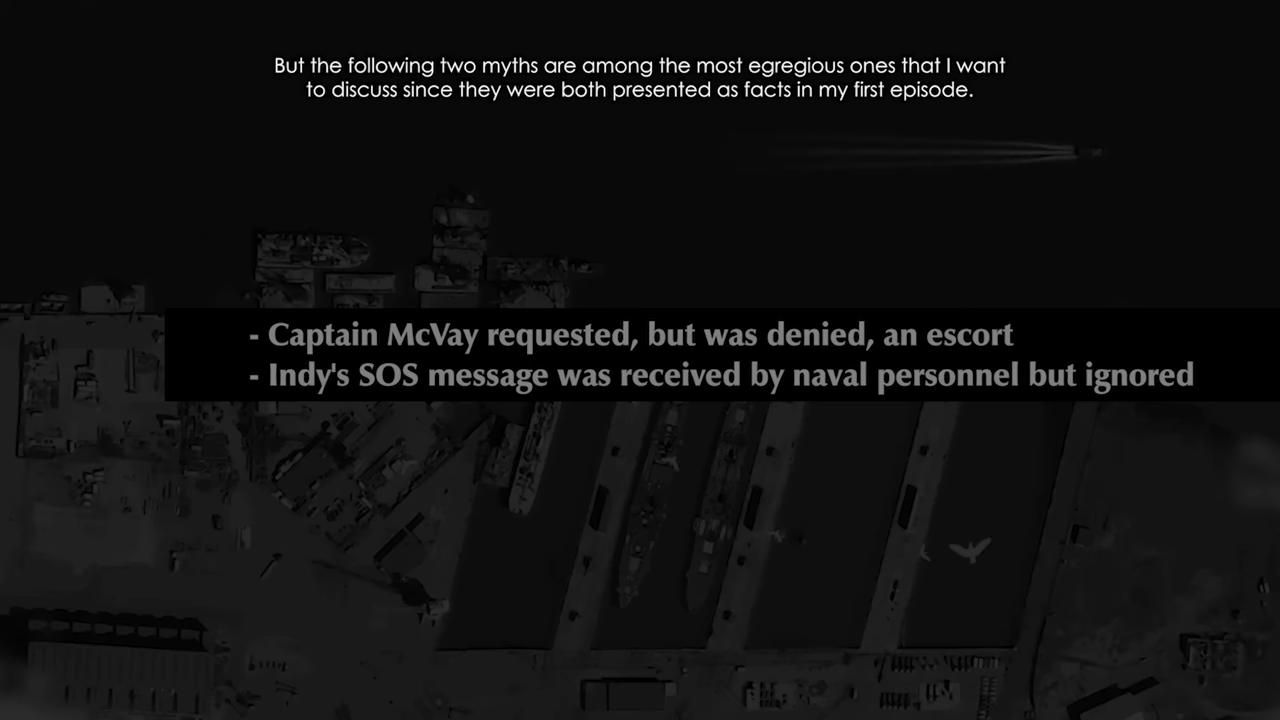 But the following two myths are among the most egregious ones that I want
to discuss since they were both presented as facts in my first episode.
- Captain McVay requested, but was denied, an escort
- Indy's SOS message was received by naval personnel but ignored